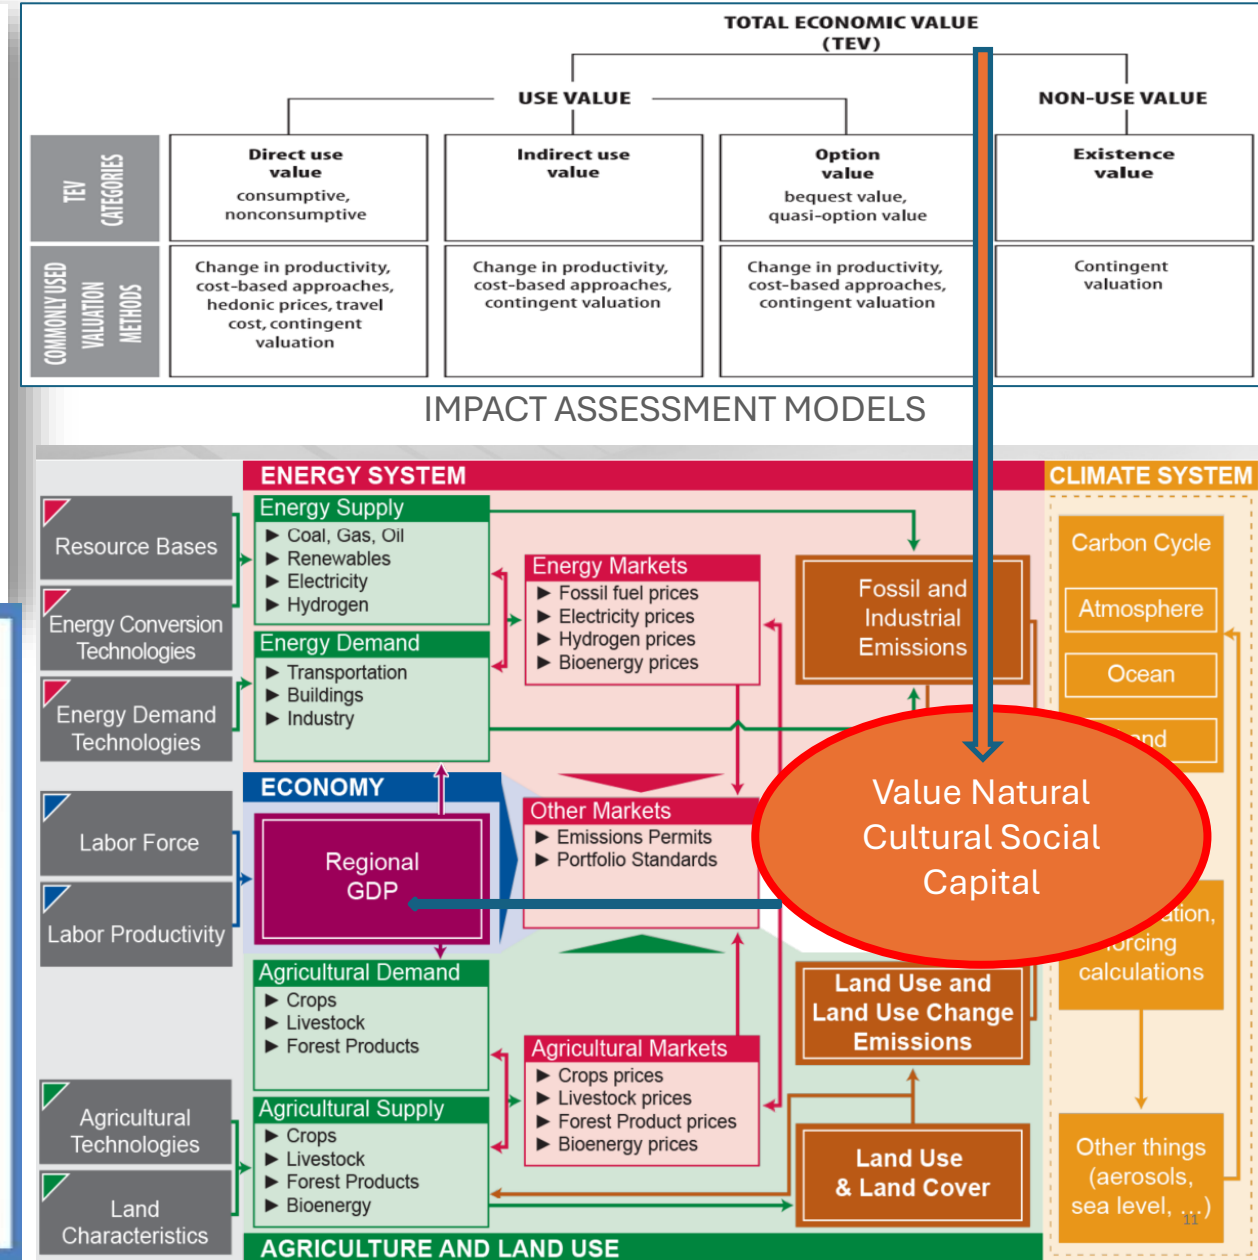 TOTAL ECONOMIC VALUE
(TEV)
USE VALUE
NON-USE VALUE
TEV
CATEGORIES
Direct use
value
consumptive,
nonconsumptive
Indirect use
value
Option
value
bequest value,
quasi-option value
Existence
value
COMMONLY USED
VALUATION
METHODS
Change in productivity,
cost-based approaches,
hedonic prices, travel
cost, contingent
valuation
Change in productivity,
cost-based approaches,
contingent valuation
Change in productivity,
cost-based approaches,
contingent valuation
Contingent
valuation
IMPACT ASSESSMENT MODELS
Resource Bases
Energy Conversion
Technologies
Energy Demand
Technologies
Labor Force
Labor Productivity
Agricultural
Technologies
Land
Characteristics
ENERGY SYSTEM
Energy Supply
► Coal, Gas, Oil
► Renewables
► Electricity
► Hydrogen
Energy Demand
► Transportation
► Buildings
► Industry
Energy Markets
► Fossil fuel prices
► Electricity prices
► Hydrogen prices
► Bioenergy prices
Fossil and
Industrial
Emissions
ECONOMY
Regional
GDP
Other Markets
► Emissions Permits
► Portfolio Standards
Value Natural
Cultural Social
Capital
Agricultural Demand
► Crops
► Livestock
► Forest Products
Agricultural Supply
► Crops
► Livestock
► Forest Products
► Bioenergy
Agricultural Markets
► Crops prices
► Livestock prices
► Forest Product prices
► Bioenergy prices
Land Use and
Land Use Change
Emissions
Land Use
& Land Cover
AGRICULTURE AND LAND USE
CLIMATE SYSTEM
Carbon Cycle
Atmosphere
Ocean
calculations
Other things
(aerosols,
sea level, ...)
11